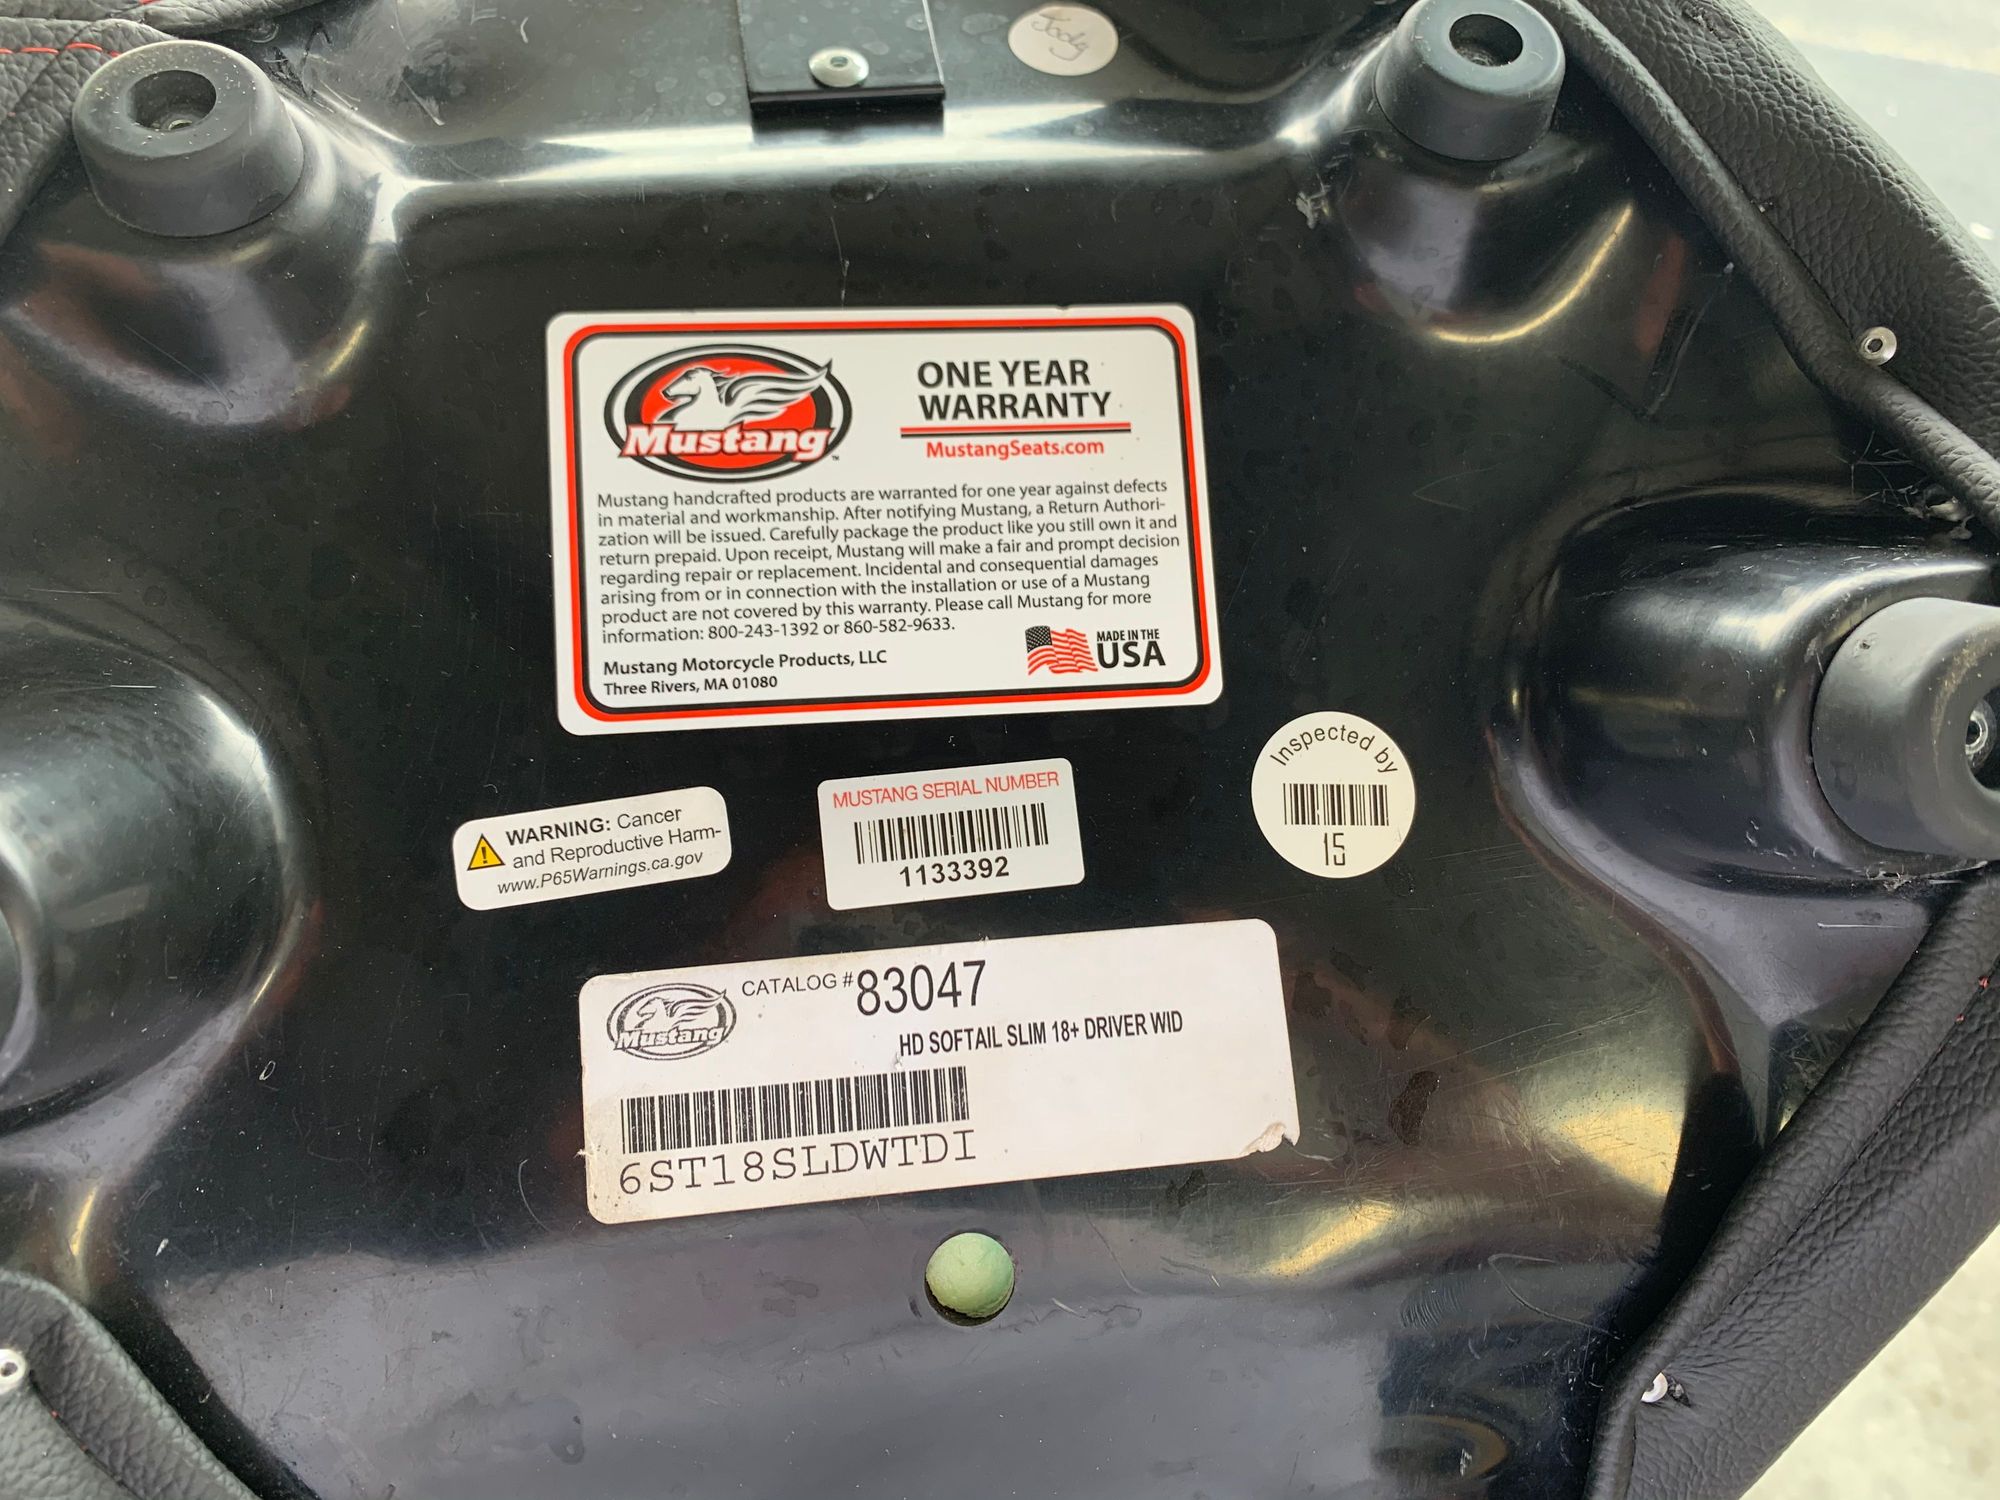 Jody
Mustang
ONE YEAR
WARRANTY
MustangSeats.com
Mustang handcrafted products are warranted for one year against defects
in material and workmanship. After notifying Mustang, a Return Authori-
zation will be issued. Carefully package the product like you still own it and
return prepaid. Upon receipt, Mustang will make a fair and prompt decision
regarding repair or replacement. Incidental and consequential damages
arising from or in connection with the installation or use of a Mustang
product are not covered by this warranty. Please call Mustang for more
information: 800-243-1392 or 860-582-9633.
Mustang Motorcycle Products, LLC
Three Rivers, MA 01080
MADE IN THE
USA
WARNING: Cancer
and Reproductive Harm-
www.P65Warnings.ca.gov
MUSTANG SERIAL NUMBER
1133392
Inspected by
15
Mustang
CATALOG # 83047
HD SOFTAIL SLIM 18+ DRIVER WID
6ST18SLDWTDI